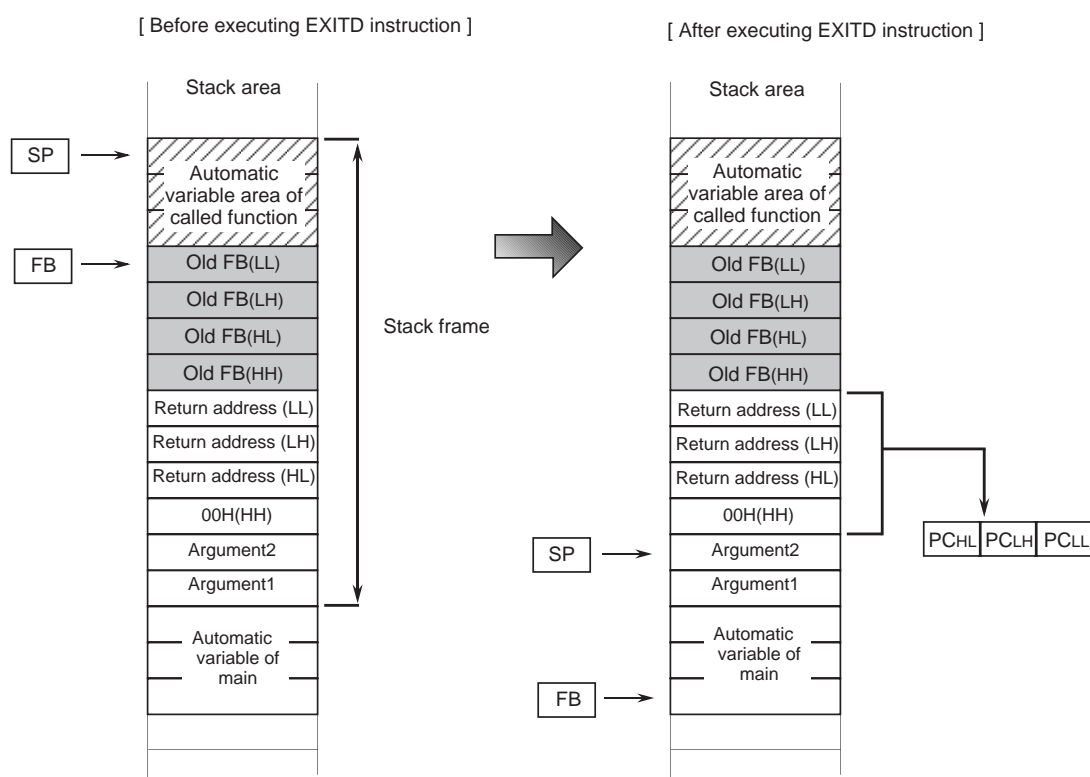 [ Before executing EXITD instruction ]
Stack area
SP
Automatic
variable area of
called function
FB
Old FB(LL)
Old FB(LH)
Old FB(HL)
Old FB(HH)
Return address (LL)
Return address (LH)
Return address (HL)
00H(HH)
Argument2
Argument1
Automatic
variable of
main
Stack frame
[ After executing EXITD instruction ]
Stack area
Automatic
variable area of
called function
Old FB(LL)
Old FB(LH)
Old FB(HL)
Old FB(HH)
Return address (LL)
Return address (LH)
Return address (HL)
00H(HH)
SP
Argument2
Argument1
Automatic
variable of
main
FB
PCHL PCLH PCLL